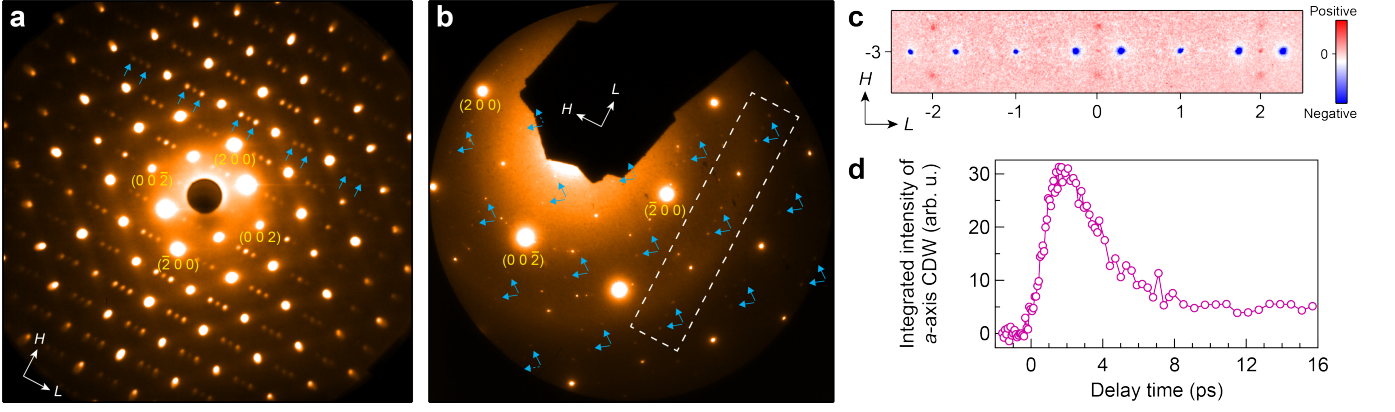 a
(2 0 0)
(0 0 2̄)
(0 0 2)
(2̄ 0 0)
H
L
b
(2 0 0)
H
L
(2̄ 0 0)
(0 0 2̄)
c
-3
H
L
-2
-1
0
1
2
Positive
0
Negative
d
Integrated intensity of
a-axis CDW (arb. u.)
30
20
10
0
0
4
8
12
16
Delay time (ps)